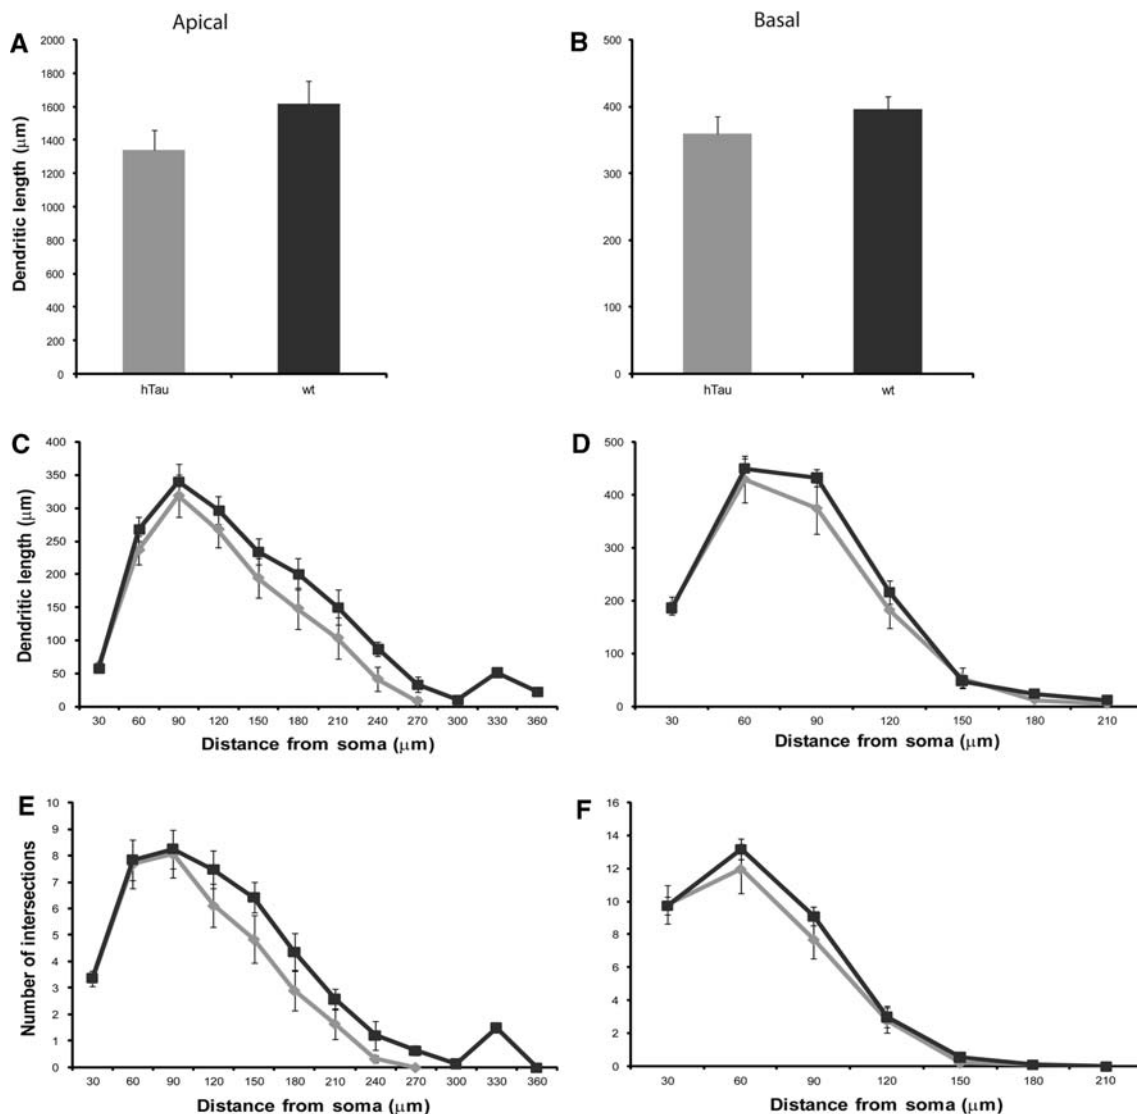 Apical
Basal
A
B
Dendritic length (μm)
2000
1800
1600
1400
1200
1000
800
600
400
200
0
hTau
wt
500
400
300
200
100
0
hTau
wt
C
D
Dendritic length (μm)
400
350
300
250
200
150
100
50
0
30 60 90 120 150 180 210 240 270 300 330 360
Distance from soma (μm)
500
400
300
200
100
0
30 60 90 120 150 180 210
Distance from soma (μm)
E
F
Number of intersections
10
9
8
7
6
5
4
3
2
1
0
30 60 90 120 150 180 210 240 270 300 330 360
Distance from soma (μm)
16
14
12
10
8
6
4
2
0
30 60 90 120 150 180 210
Distance from soma (μm)